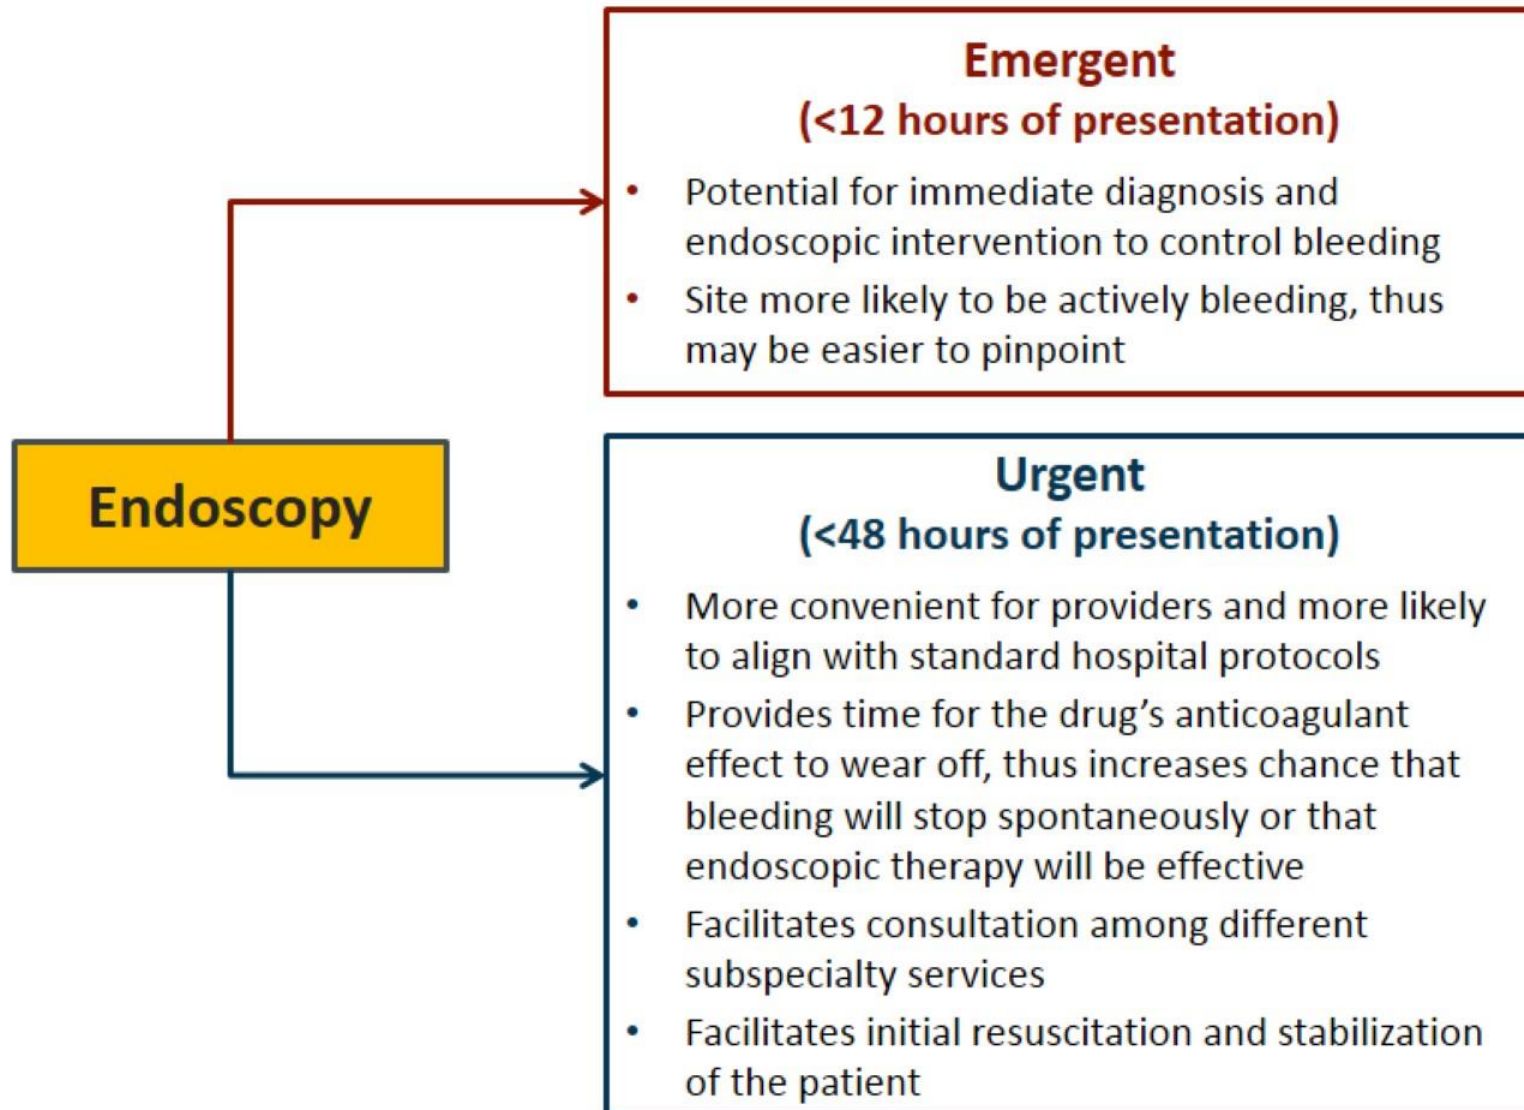 Emergent
(<12 hours of presentation)
• Potential for immediate diagnosis and
endoscopic intervention to control bleeding
• Site more likely to be actively bleeding, thus
may be easier to pinpoint
Endoscopy
Urgent
(<48 hours of presentation)
• More convenient for providers and more likely
to align with standard hospital protocols
• Provides time for the drug’s anticoagulant
effect to wear off, thus increases chance that
bleeding will stop spontaneously or that
endoscopic therapy will be effective
• Facilitates consultation among different
subspecialty services
• Facilitates initial resuscitation and stabilization
of the patient